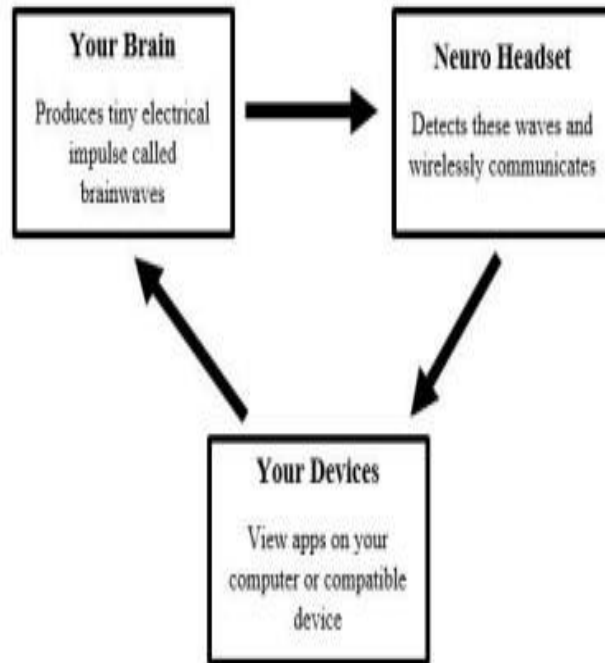 Your Brain
Produces tiny electrical
impulse called
brainwaves
Neuro Headset
Detects these waves and
wirelessly communicates
Your Devices
View apps on your
computer or compatible
device